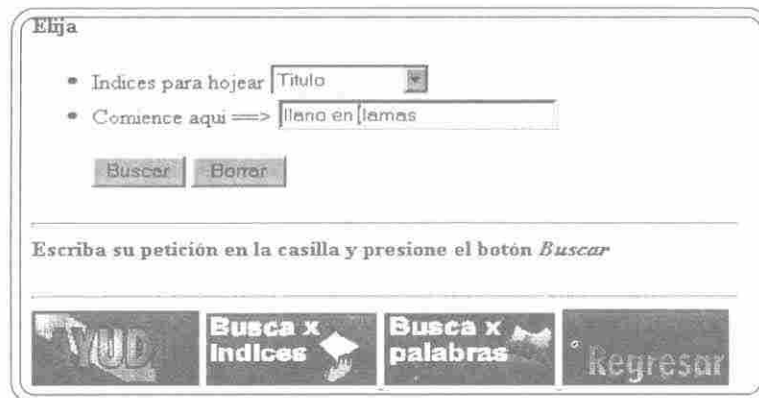 Elija
• Indices para hojear Titulo
• Comience aqui ==> llano en llamas
Buscar Borrar
Escriba su petición en la casilla y presione el botón Buscar
Busca x
indices
Busca x
palabras
Regresar